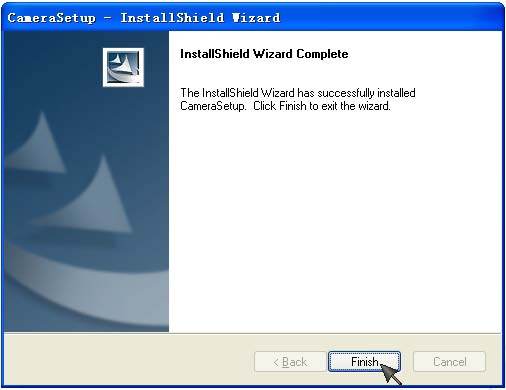 CameraSetup - InstallShield Wizard
InstallShield Wizard Complete
The InstallShield Wizard has successfully installed
CameraSetup. Click Finish to exit the wizard.
< Back
Finish
Cancel